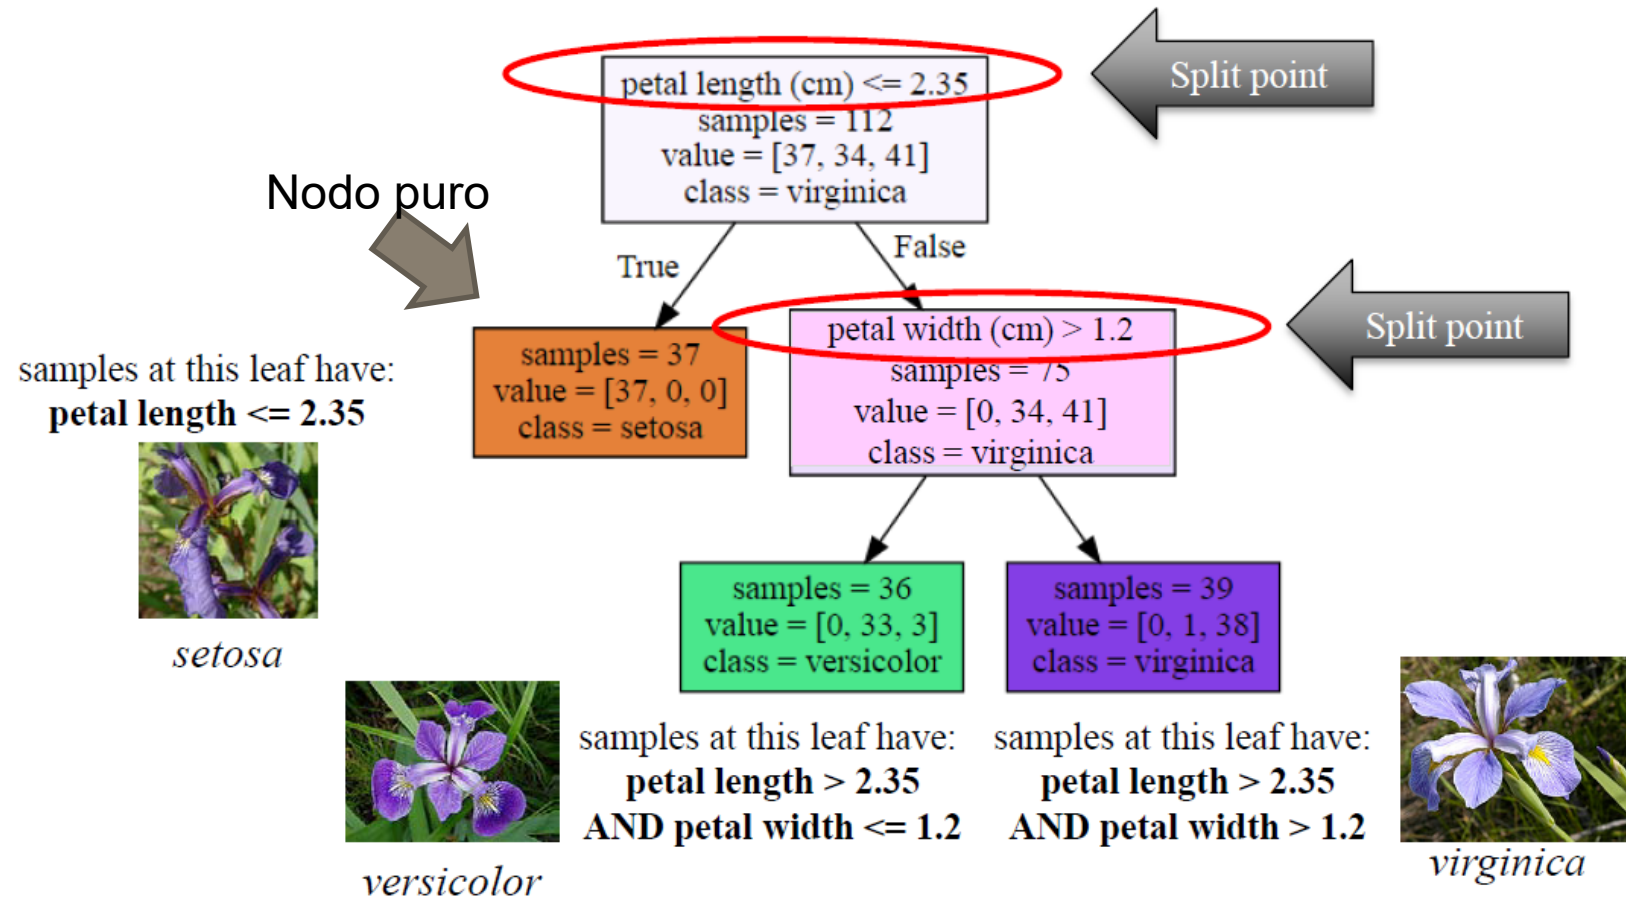 Split point
petal length (cm) <= 2.35
samples = 112
value = [37, 34, 41]
class = virginica
Nodo puro
True
False
Split point
petal width (cm) > 1.2
samples = 75
value = [0, 34, 41]
class = virginica
samples = 37
value = [37, 0, 0]
class = setosa
samples at this leaf have:
petal length <= 2.35
setosa
samples = 36
value = [0, 33, 3]
class = versicolor
samples = 39
value = [0, 1, 38]
class = virginica
samples at this leaf have:
petal length > 2.35
AND petal width <= 1.2
samples at this leaf have:
petal length > 2.35
AND petal width > 1.2
versicolor
virginica